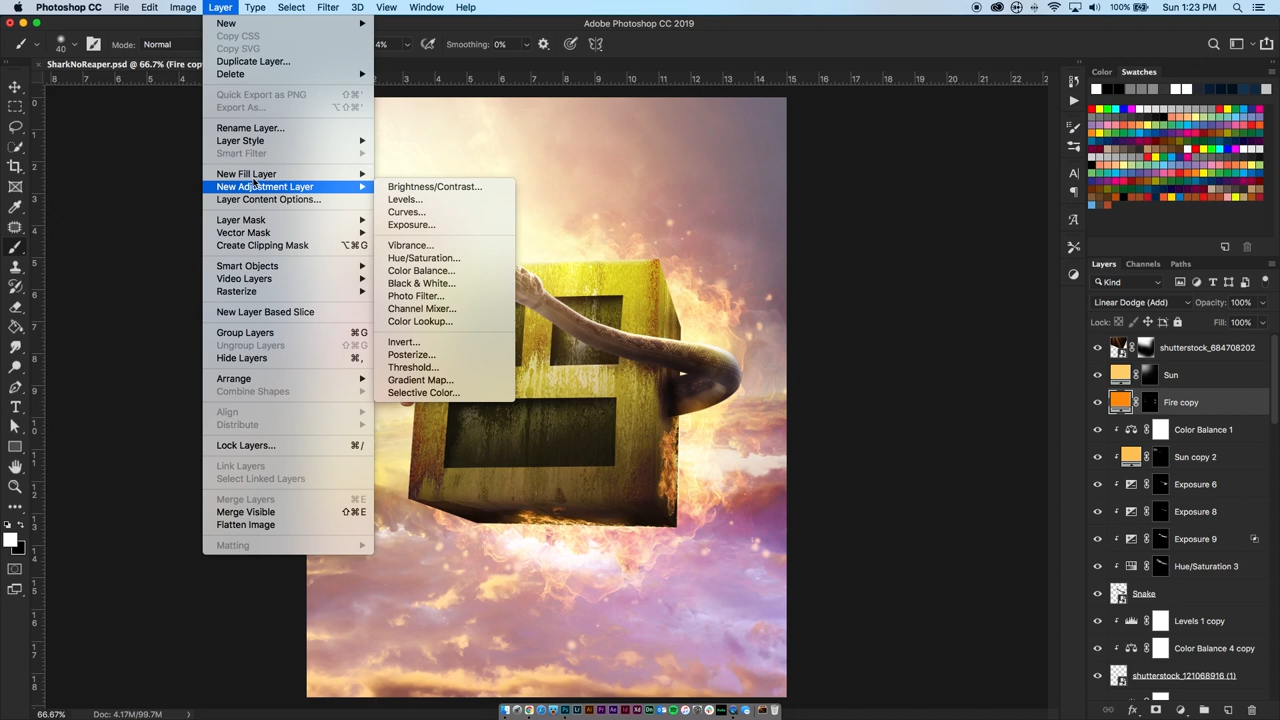 Photoshop CC File Edit Image Layer Type Select Filter 3D View Window Help
100% Sun 1:23 PM
Adobe Photoshop CC 2019
40 Mode: Normal 4% Smoothing: 0%
SharkNoReaper.psd @ 66.7% (Fire cop
New
Copy CSS
Copy SVG
Duplicate Layer...
Delete
Quick Export as PNG ⇧⌘'
Export As... ⌥⇧⌘'
Rename Layer...
Layer Style
Smart Filter
New Fill Layer
New Adjustment Layer
Layer Content Options...
Layer Mask
Vector Mask
Create Clipping Mask ⌥⌘G
Smart Objects
Video Layers
Rasterize
New Layer Based Slice
Group Layers ⌘G
Ungroup Layers ⇧⌘G
Hide Layers ⌘,
Arrange
Combine Shapes
Align
Distribute
Lock Layers... ⌘/
Link Layers
Select Linked Layers
Merge Layers ⌘E
Merge Visible ⇧⌘E
Flatten Image
Matting
Brightness/Contrast...
Levels...
Curves...
Exposure...
Vibrance...
Hue/Saturation...
Color Balance...
Black & White...
Photo Filter...
Channel Mixer...
Color Lookup...
Invert...
Posterize...
Threshold...
Gradient Map...
Selective Color...
Color Swatches
Layers Channels Paths
Kind
Linear Dodge (Add) Opacity: 100%
Lock: Fill: 100%
shutterstock_684708202
Sun
Fire copy
Color Balance 1
Sun copy 2
Exposure 6
Exposure 8
Exposure 9
Hue/Saturation 3
Snake
Levels 1 copy
Color Balance 4 copy
shutterstock_121068916 (1)
66.67% Doc: 4.17M/99.7M